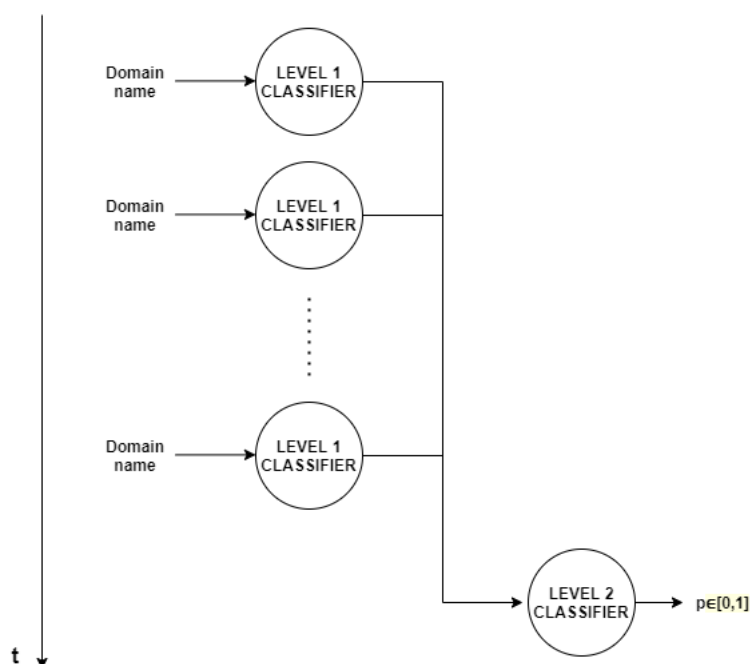 Domain
name
LEVEL 1
CLASSIFIER
Domain
name
LEVEL 1
CLASSIFIER
Domain
name
LEVEL 1
CLASSIFIER
LEVEL 2
CLASSIFIER
p∈[0,1]
t